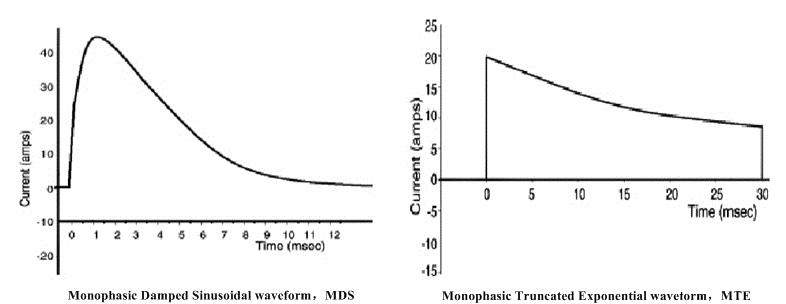 40
30
20
10
0
-10
-20
Current (amps)
0 1 2 3 4 5 6 7 8 9 10 11 12
Time (msec)
Monophasic Damped Sinusoidal waveform，MDS
25
20
15
10
5
0
-5
-10
-15
Current (amps)
0 5 10 15 20 25 30
Time (msec)
Monophasic Truncated Exponential wavetorm，MTE